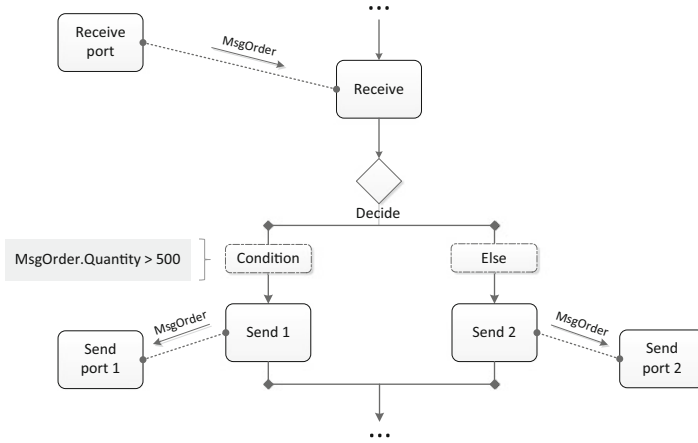 ...
Receive
port
MsgOrder
Receive
Decide
MsgOrder.Quantity > 500
Condition
Else
MsgOrder
Send 1
Send 2
MsgOrder
Send
port 1
Send
port 2
...